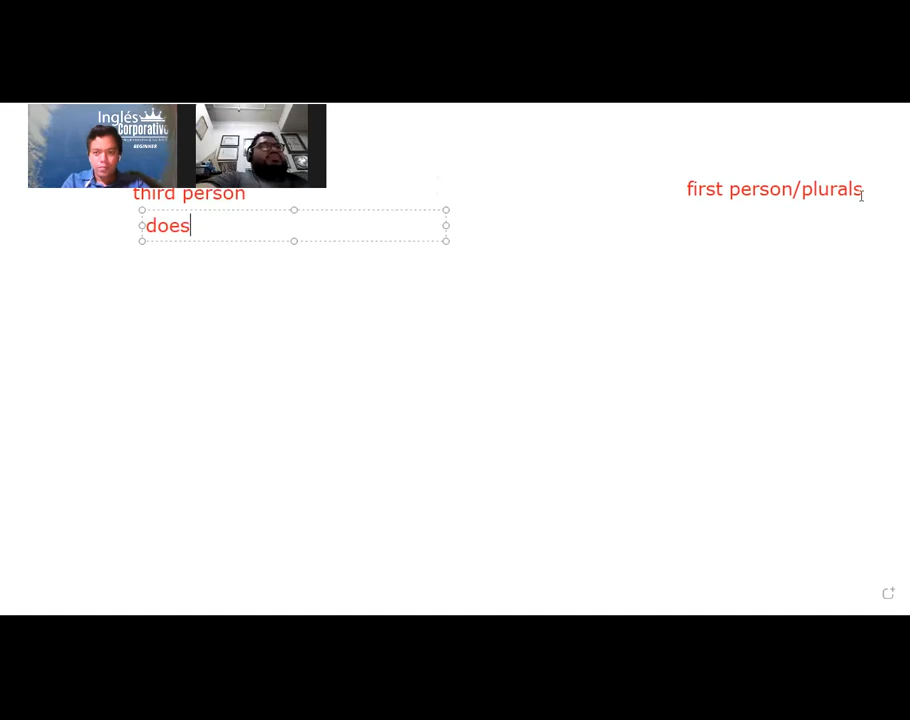 Inglés
Corporativo
BEGINNER
third person
first person/plurals
does